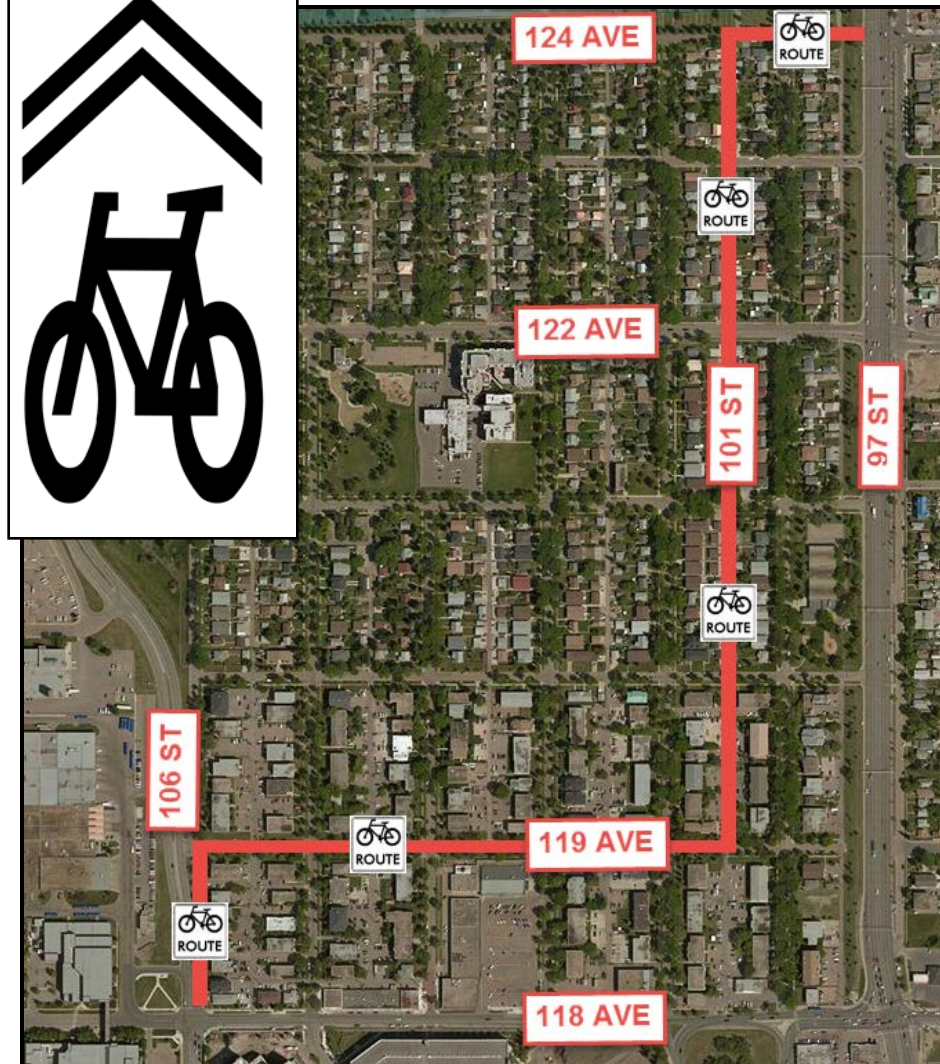 124 AVE
ROUTE
ROUTE
122 AVE
101 ST
97 ST
ROUTE
106 ST
119 AVE
ROUTE
ROUTE
118 AVE